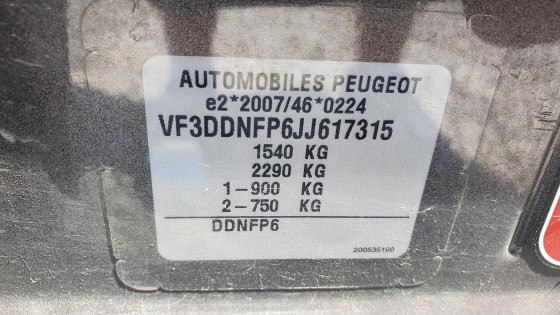 AUTOMOBILES PEUGEOT
e2*2007/46*0224
VF3DDNFP6JJ617315
1540 KG
2290 KG
1-900 KG
2-750 KG
DDNFP6
200535160